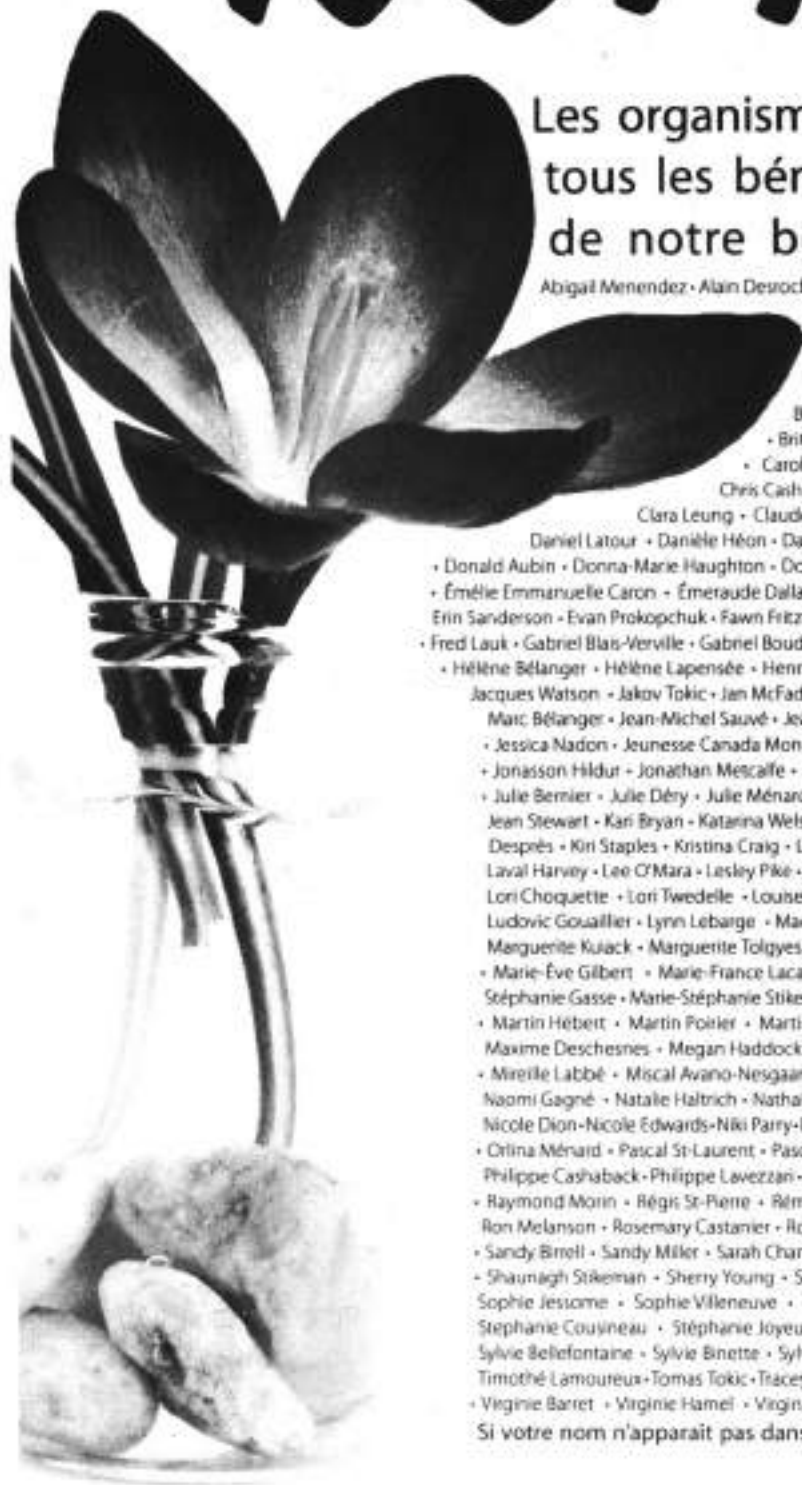 Les organism
tous les bén
de notre b
Abigail Menendez • Alain Desroch
B
• Brit
• Carol
Chris Cash
Clara Leung • Claud
Daniel Latour • Danièle Héon • Da
• Donald Aubin • Donna-Marie Haughton • Do
• Émélie Emmanuelle Caron • Émeraude Dalla
Erin Sanderson • Evan Prokopchuk • Fawn Fritz
• Fred Lauk • Gabriel Blais-Verville • Gabriel Boud
• Hélène Bélanger • Hélène Lapensée • Henr
Jacques Watson • Jakov Tokic • Jan McFad
Marc Bélanger • Jean-Michel Sauvé • Jea
• Jessica Nadon • Jeunesse Canada Mon
• Jonasson Hildur • Jonathan Metcalfe •
• Julie Bernier • Julie Déry • Julie Ménard
Jean Stewart • Kari Bryan • Katarina Wels
Després • Kiri Staples • Kristina Craig • L
Laval Harvey • Lee O'Mara • Lesley Pike •
Lori Choquette • Lori Twedelle • Louise
Ludovic Gouaillier • Lynn Lebarge • Ma
Marguerite Kuiack • Marguerite Tolgyes
• Marie-Ève Gilbert • Marie-France Laca
Stéphanie Gasse • Marie-Stéphanie Stike
• Martin Hébert • Martin Poirier • Marti
Maxime Deschesnes • Megan Haddock
• Mireille Labbé • Miscal Avano-Nesgaar
Naomi Gagné • Natalie Haltrich • Nathal
Nicole Dion•Nicole Edwards•Niki Parry•
• Orlina Ménard • Pascal St-Laurent • Pasc
Philippe Cashaback • Philippe Lavezzari •
• Raymond Morin • Régis St-Pierre • Rém
Ron Melanson • Rosemary Castanier • Ro
• Sandy Birrell • Sandy Miller • Sarah Char
• Shaunagh Stikeman • Sherry Young • S
Sophie Jessome • Sophie Villeneuve •
Stephanie Cousineau • Stéphanie Joyeu
Sylvie Bellefontaine • Sylvie Binette • Syl
Timothé Lamoureux • Tomas Tokic • Trace
• Virginie Barret • Virginie Hamel • Virgin
Si votre nom n'apparaît pas dans